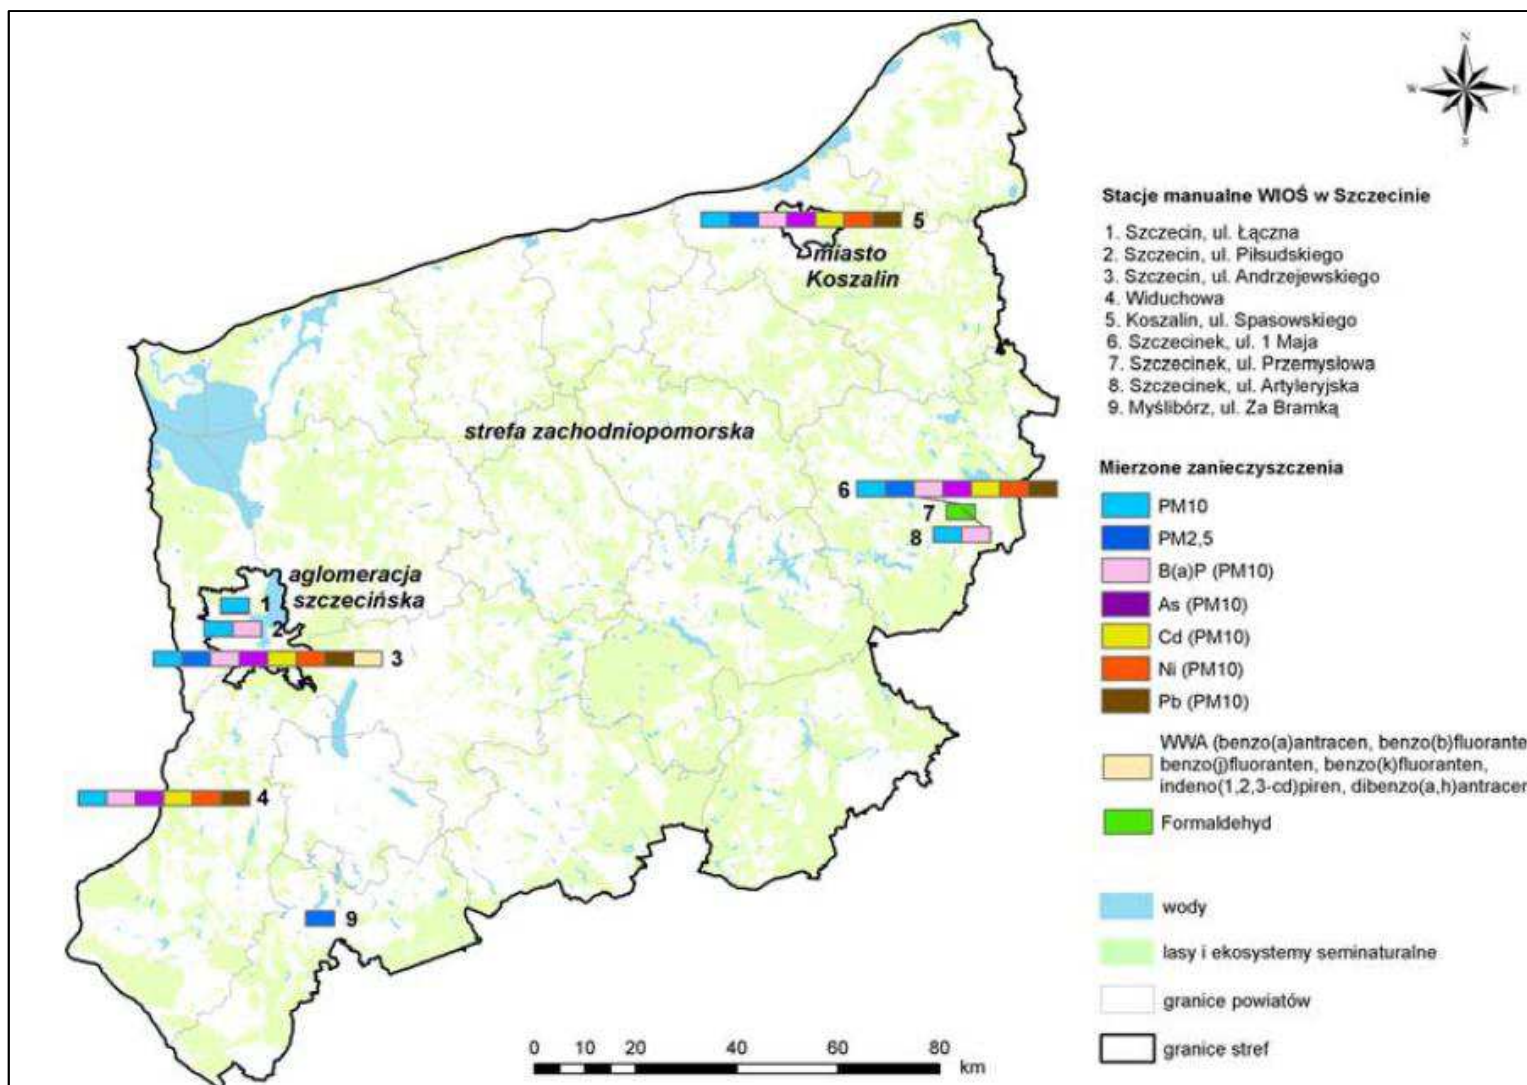 N
W
E
S
Stacje manualne WIOŚ w Szczecinie
1. Szczecin, ul. Łączna
2. Szczecin, ul. Piłsudskiego
3. Szczecin, ul. Andrzejewskiego
4. Widuchowa
5. Koszalin, ul. Spasowskiego
6. Szczecinek, ul. 1 Maja
7. Szczecinek, ul. Przemysłowa
8. Szczecinek, ul. Artyleryjska
9. Myślibórz, ul. Za Bramką
5
miasto
Koszalin
strefa zachodniopomorska
6
7
8
aglomeracja
szczecińska
1
2
3
4
9
Mierzone zanieczyszczenia
PM10
PM2,5
B(a)P (PM10)
As (PM10)
Cd (PM10)
Ni (PM10)
Pb (PM10)
WWA (benzo(a)antracen, benzo(b)fluorante
benzo(j)fluoranten, benzo(k)fluoranten,
indeno(1,2,3-cd)piren, dibenzo(a,h)antracen
Formaldehyd
wody
lasy i ekosystemy seminaturalne
granice powiatów
granice stref
0 10 20 40 60 80
km